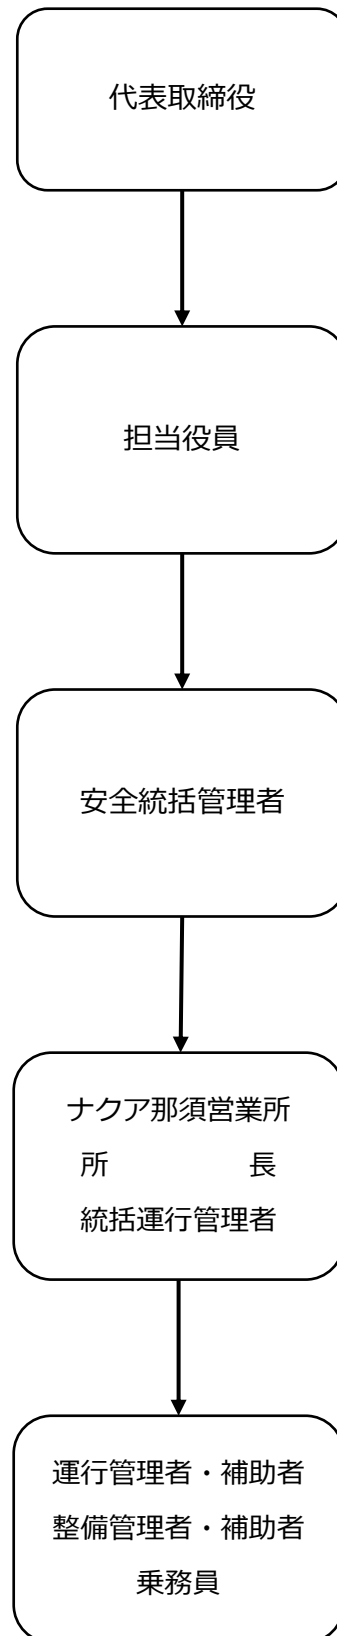 代表取締役
担当役員
安全統括管理者
ナクア那須営業所
所　　　　　長
統括運行管理者
運行管理者・補助者
整備管理者・補助者
乗務員